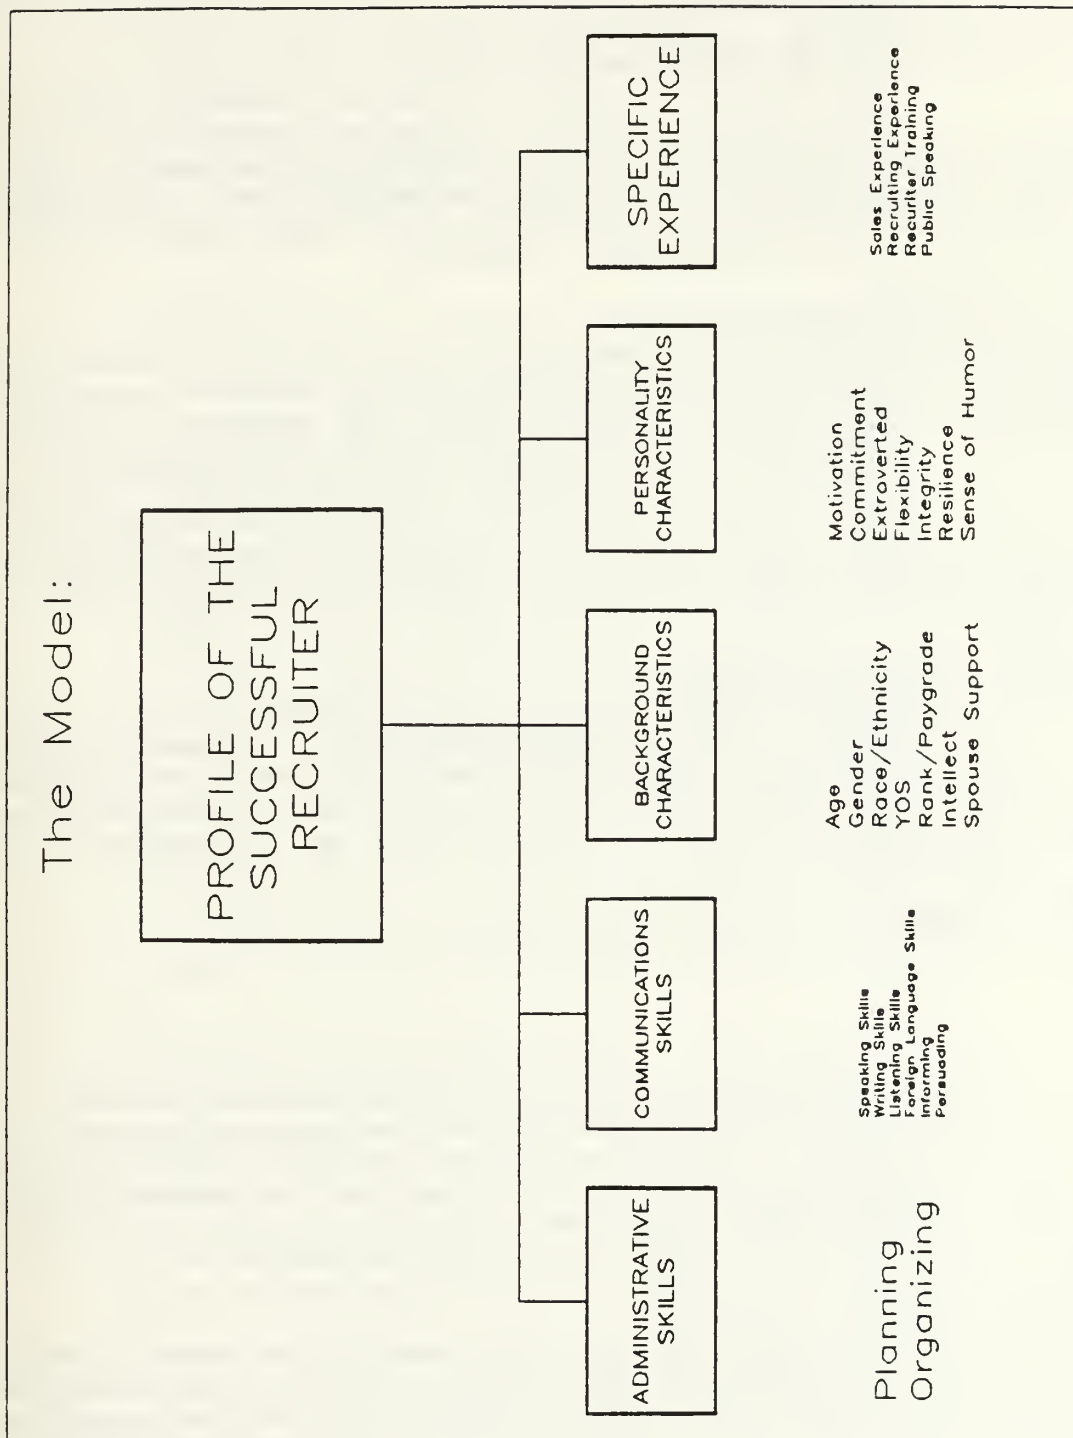 The Model:
PROFILE OF THE
SUCCESSFUL
RECRUITER
ADMINISTRATIVE
SKILLS
Planning
Organizing
COMMUNICATIONS
SKILLS
Speaking Skills
Writing Skills
Listening Skills
Foreign Language Skills
Informing
Persuading
BACKGROUND
CHARACTERISTICS
Age
Gender
Race/Ethnicity
YOS
Rank/Paygrade
Intellect
Spouse Support
PERSONALITY
CHARACTERISTICS
Motivation
Commitment
Extroverted
Flexibility
Integrity
Resilience
Sense of Humor
SPECIFIC
EXPERIENCE
Sales Experience
Recruiting Experience
Recuriter Training
Public Speaking